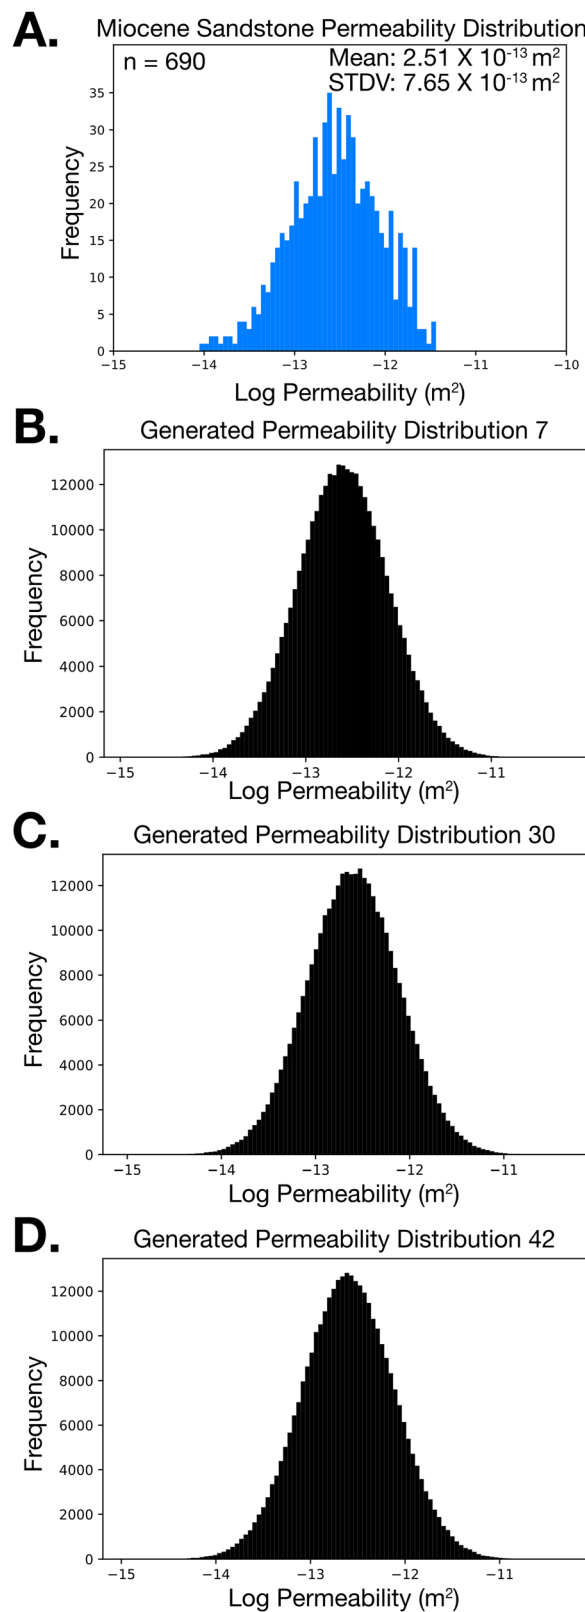 A.
Miocene Sandstone Permeability Distribution
n = 690
Mean: 2.51 X 10⁻¹³ m²
STDV: 7.65 X 10⁻¹³ m²
35
30
25
20
15
10
5
0
Frequency
−15 −14 −13 −12 −11 −10
Log Permeability (m²)
B.
Generated Permeability Distribution 7
12000
10000
8000
6000
4000
2000
0
Frequency
−15 −14 −13 −12 −11
Log Permeability (m²)
C.
Generated Permeability Distribution 30
12000
10000
8000
6000
4000
2000
0
Frequency
−15 −14 −13 −12 −11
Log Permeability (m²)
D.
Generated Permeability Distribution 42
12000
10000
8000
6000
4000
2000
0
Frequency
−15 −14 −13 −12 −11
Log Permeability (m²)